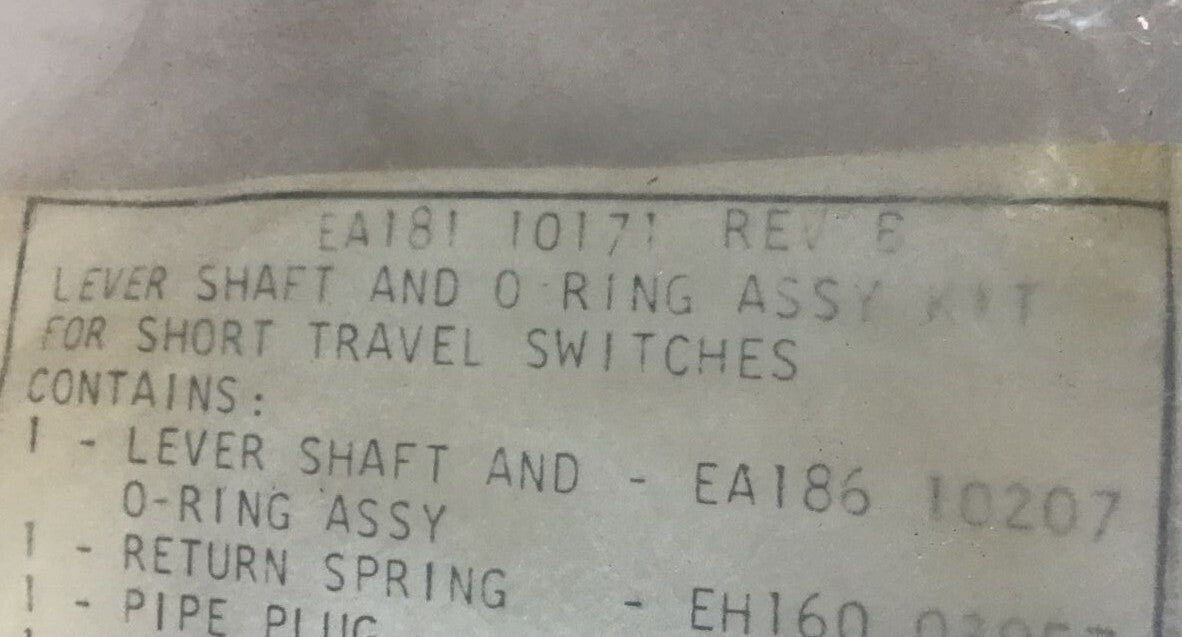 EA181 10171 REV
LEVER SHAFT AND O-RING ASSY KIT
FOR SHORT TRAVEL SWITCHES
CONTAINS:
1 - LEVER SHAFT AND - EA186 10207
O-RING ASSY
1 - RETURN SPRING - EH160
1 - PIPE PLUG